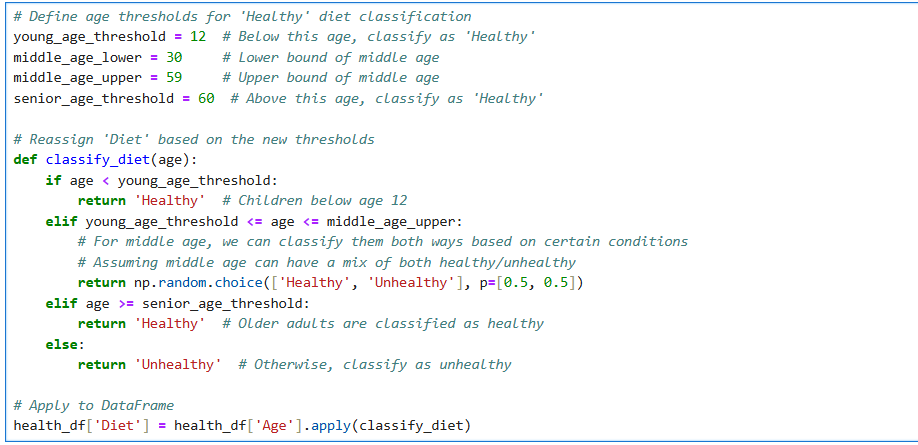 # Define age thresholds for 'Healthy' diet classification
young_age_threshold = 12  # Below this age, classify as 'Healthy'
middle_age_lower = 30     # Lower bound of middle age
middle_age_upper = 59     # Upper bound of middle age
senior_age_threshold = 60  # Above this age, classify as 'Healthy'

# Reassign 'Diet' based on the new thresholds
def classify_diet(age):
    if age < young_age_threshold:
        return 'Healthy'  # Children below age 12
    elif young_age_threshold <= age <= middle_age_upper:
        # For middle age, we can classify them both ways based on certain conditions
        # Assuming middle age can have a mix of both healthy/unhealthy
        return np.random.choice(['Healthy', 'Unhealthy'], p=[0.5, 0.5])
    elif age >= senior_age_threshold:
        return 'Healthy'  # Older adults are classified as healthy
    else:
        return 'Unhealthy'  # Otherwise, classify as unhealthy

# Apply to DataFrame
health_df['Diet'] = health_df['Age'].apply(classify_diet)